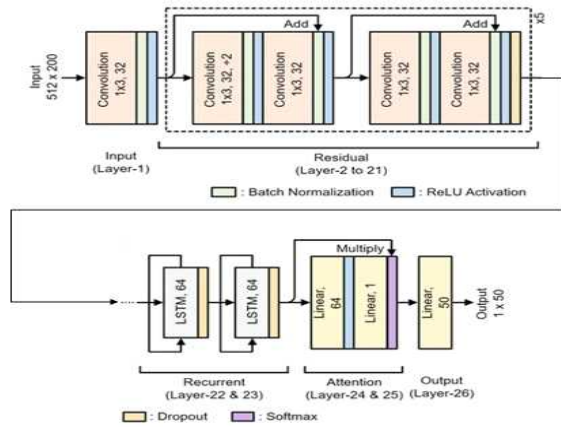 Add
Add
x5
Input
512 x 200
Convolution
1x3, 32
Convolution
1x3, 32, ÷2
Convolution
1x3, 32
Convolution
1x3, 32
Convolution
1x3, 32
Input
(Layer-1)
Residual
(Layer-2 to 21)
: Batch Normalization
: ReLU Activation
Multiply
LSTM, 64
LSTM, 64
Linear,
64
Linear, 1
Linear,
50
Output
1 x 50
Recurrent
(Layer-22 & 23)
Attention
(Layer-24 & 25)
Output
(Layer-26)
: Dropout
: Softmax